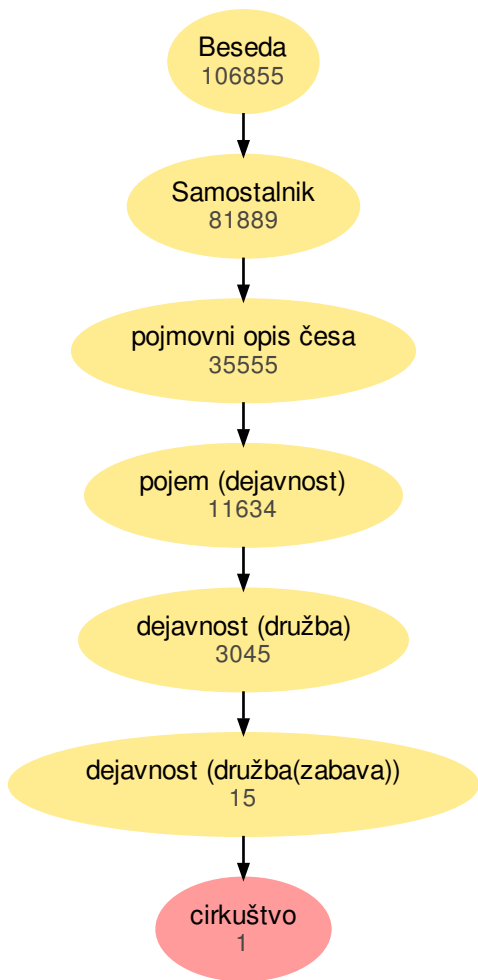 Beseda
106855
Samostalnik
81889
pojmovni opis česa
35555
pojem (dejavnost)
11634
dejavnost (družba)
3045
dejavnost (družba(zabava))
15
cirkuštvo
1